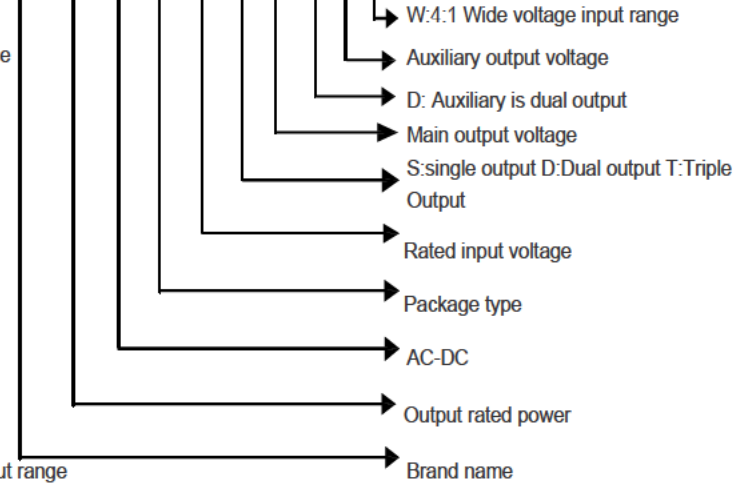 W:4:1 Wide voltage input range
e
Auxiliary output voltage
D: Auxiliary is dual output
Main output voltage
S:single output D:Dual output T:Triple
Output
Rated input voltage
Package type
AC-DC
Output rated power
ut range
Brand name